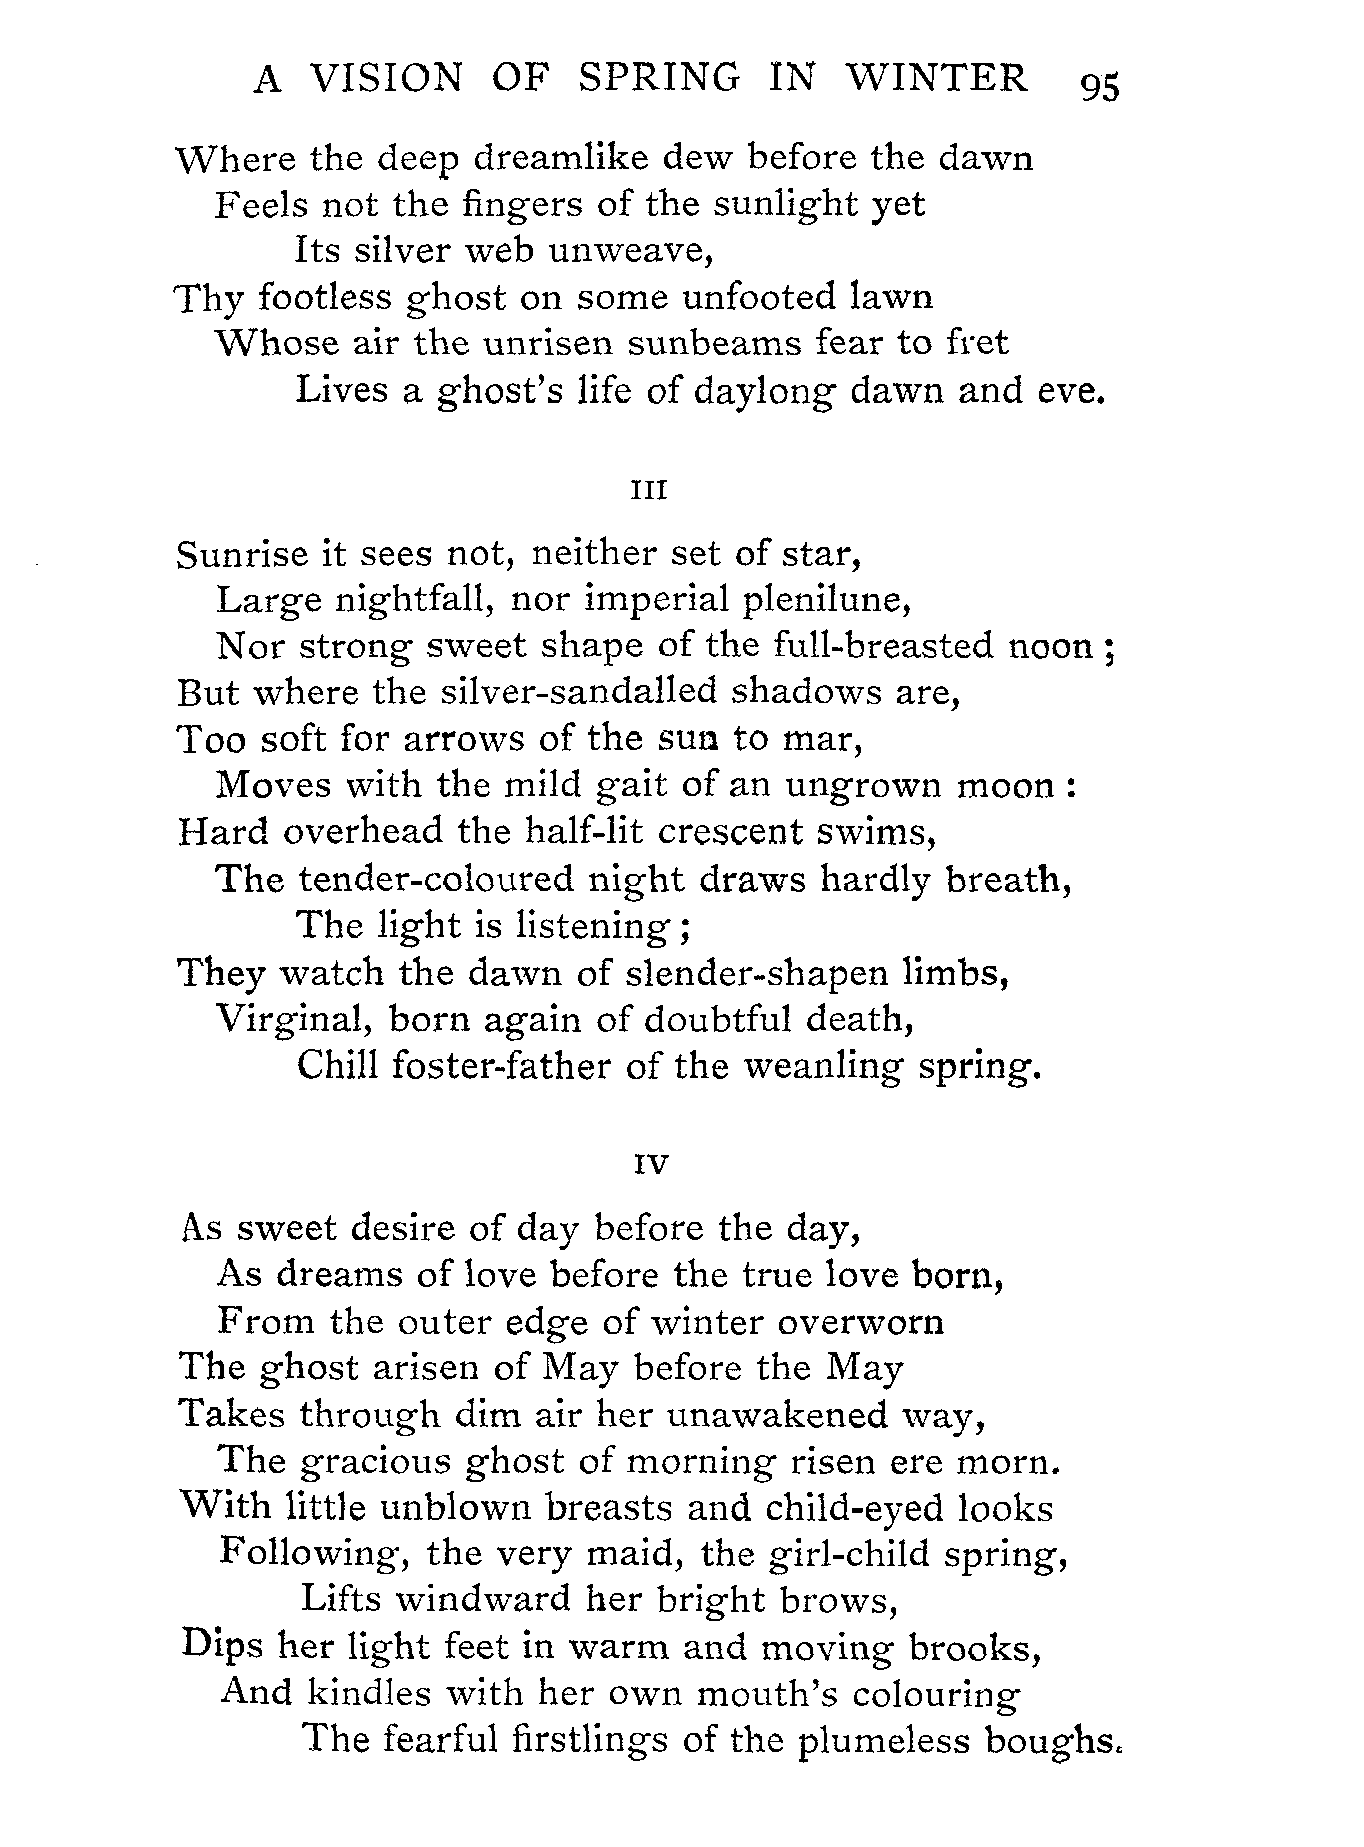 A VISION OF SPRING IN WINTER 95
Where the deep dreamlike dew before the dawn
Feels not the fingers of the sunlight yet
Its silver web unweave,
Thy footless ghost on some unfooted lawn
Whose air the unrisen sunbeams fear to fret
Lives a ghost's life of daylong dawn and eve.
III
Sunrise it sees not, neither set of star,
Large nightfall, nor imperial plenilune,
Nor strong sweet shape of the full-breasted noon ;
But where the silver-sandalled shadows are,
Too soft for arrows of the sun to mar,
Moves with the mild gait of an ungrown moon :
Hard overhead the half-lit crescent swims,
The tender-coloured night draws hardly breath,
The light is listening ;
They watch the dawn of slender-shapen limbs,
Virginal, born again of doubtful death,
Chill foster-father of the weanling spring.
IV
As sweet desire of day before the day,
As dreams of love before the true love born,
From the outer edge of winter overworn
The ghost arisen of May before the May
Takes through dim air her unawakened way,
The gracious ghost of morning risen ere morn.
With little unblown breasts and child-eyed looks
Following, the very maid, the girl-child spring,
Lifts windward her bright brows,
Dips her light feet in warm and moving brooks,
And kindles with her own mouth's colouring
The fearful firstlings of the plumeless boughs.